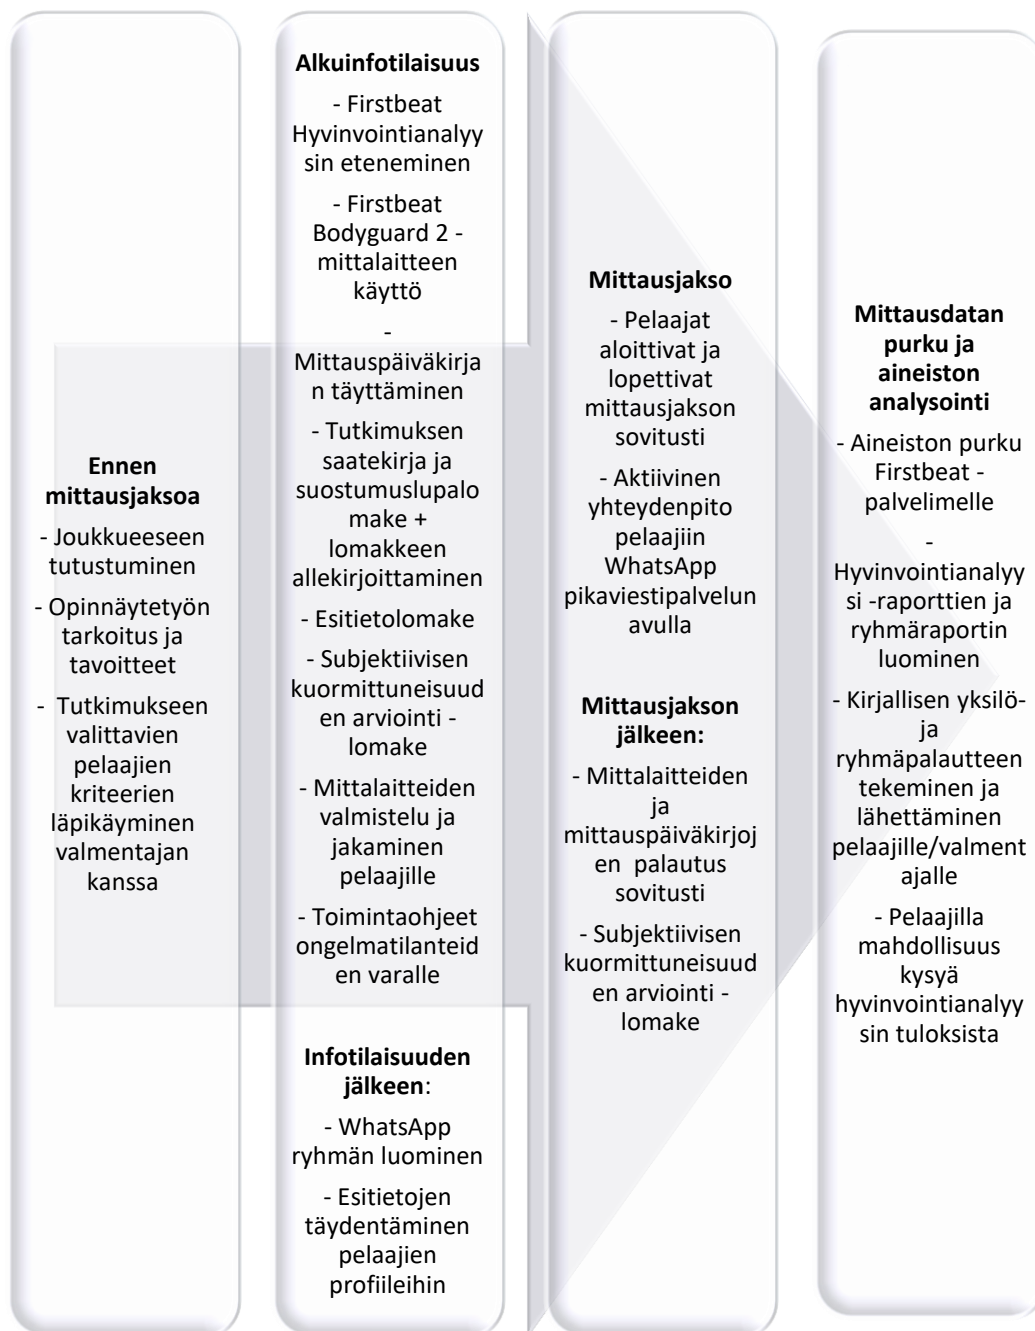 Ennen
mittausjaksoa
- Joukkueeseen
tutustuminen
- Opinnäytetyön
tarkoitus ja
tavoitteet
- Tutkimukseen
valittavien
pelaajien
kriteerien
läpikäyminen
valmentajan
kanssa
Alkuinfotilaisuus
- Firstbeat
Hyvinvointianalyy
sin eteneminen
- Firstbeat
Bodyguard 2 -
mittalaitteen
käyttö
-
Mittauspäiväkirja
n täyttäminen
- Tutkimuksen
saatekirja ja
suostumuslupalo
make +
lomakkeen
allekirjoittaminen
- Esitietolomake
- Subjektiivisen
kuormittuneisuud
en arviointi -
lomake
- Mittalaitteiden
valmistelu ja
jakaminen
pelaajille
- Toimintaohjeet
ongelmatilanteid
en varalle
Infotilaisuuden
jälkeen:
- WhatsApp
ryhmän luominen
- Esitietojen
täydentäminen
pelaajien
profiileihin
Mittausjakso
- Pelaajat
aloittivat ja
lopettivat
mittausjakson
sovitusti
- Aktiivinen
yhteydenpito
pelaajiin
WhatsApp
pikaviestipalvelun
avulla
Mittausjakson
jälkeen:
- Mittalaitteiden
ja
mittauspäiväkirjoj
en palautus
sovitusti
- Subjektiivisen
kuormittuneisuud
en arviointi -
lomake
Mittausdatan
purku ja
aineiston
analysointi
- Aineiston purku
Firstbeat -
palvelimelle
-
Hyvinvointianalyy
si -raporttien ja
ryhmäraportin
luominen
- Kirjallisen yksilö-
ja
ryhmäpalautteen
tekeminen ja
lähettäminen
pelaajille/valment
ajalle
- Pelaajilla
mahdollisuus
kysyä
hyvinvointianalyy
sin tuloksista